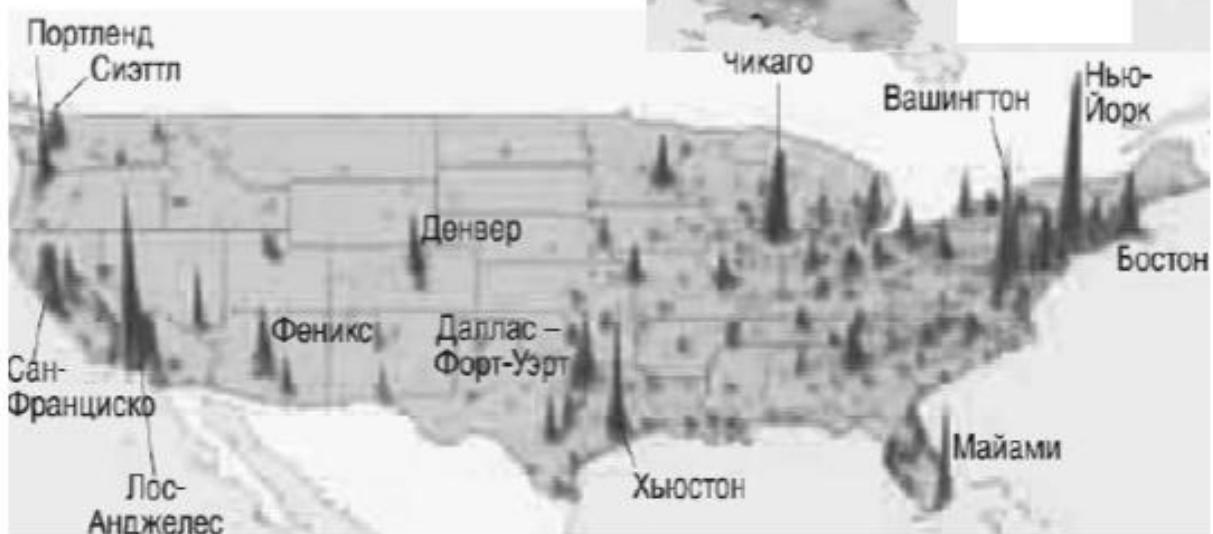 Портленд
Сиэттл
Чикаго
Вашингтон
Нью-
Йорк
Денвер
Бостон
Феникс
Даллас –
Форт-Уэрт
Сан-
Франциско
Майами
Лос-
Анджелес
Хьюстон